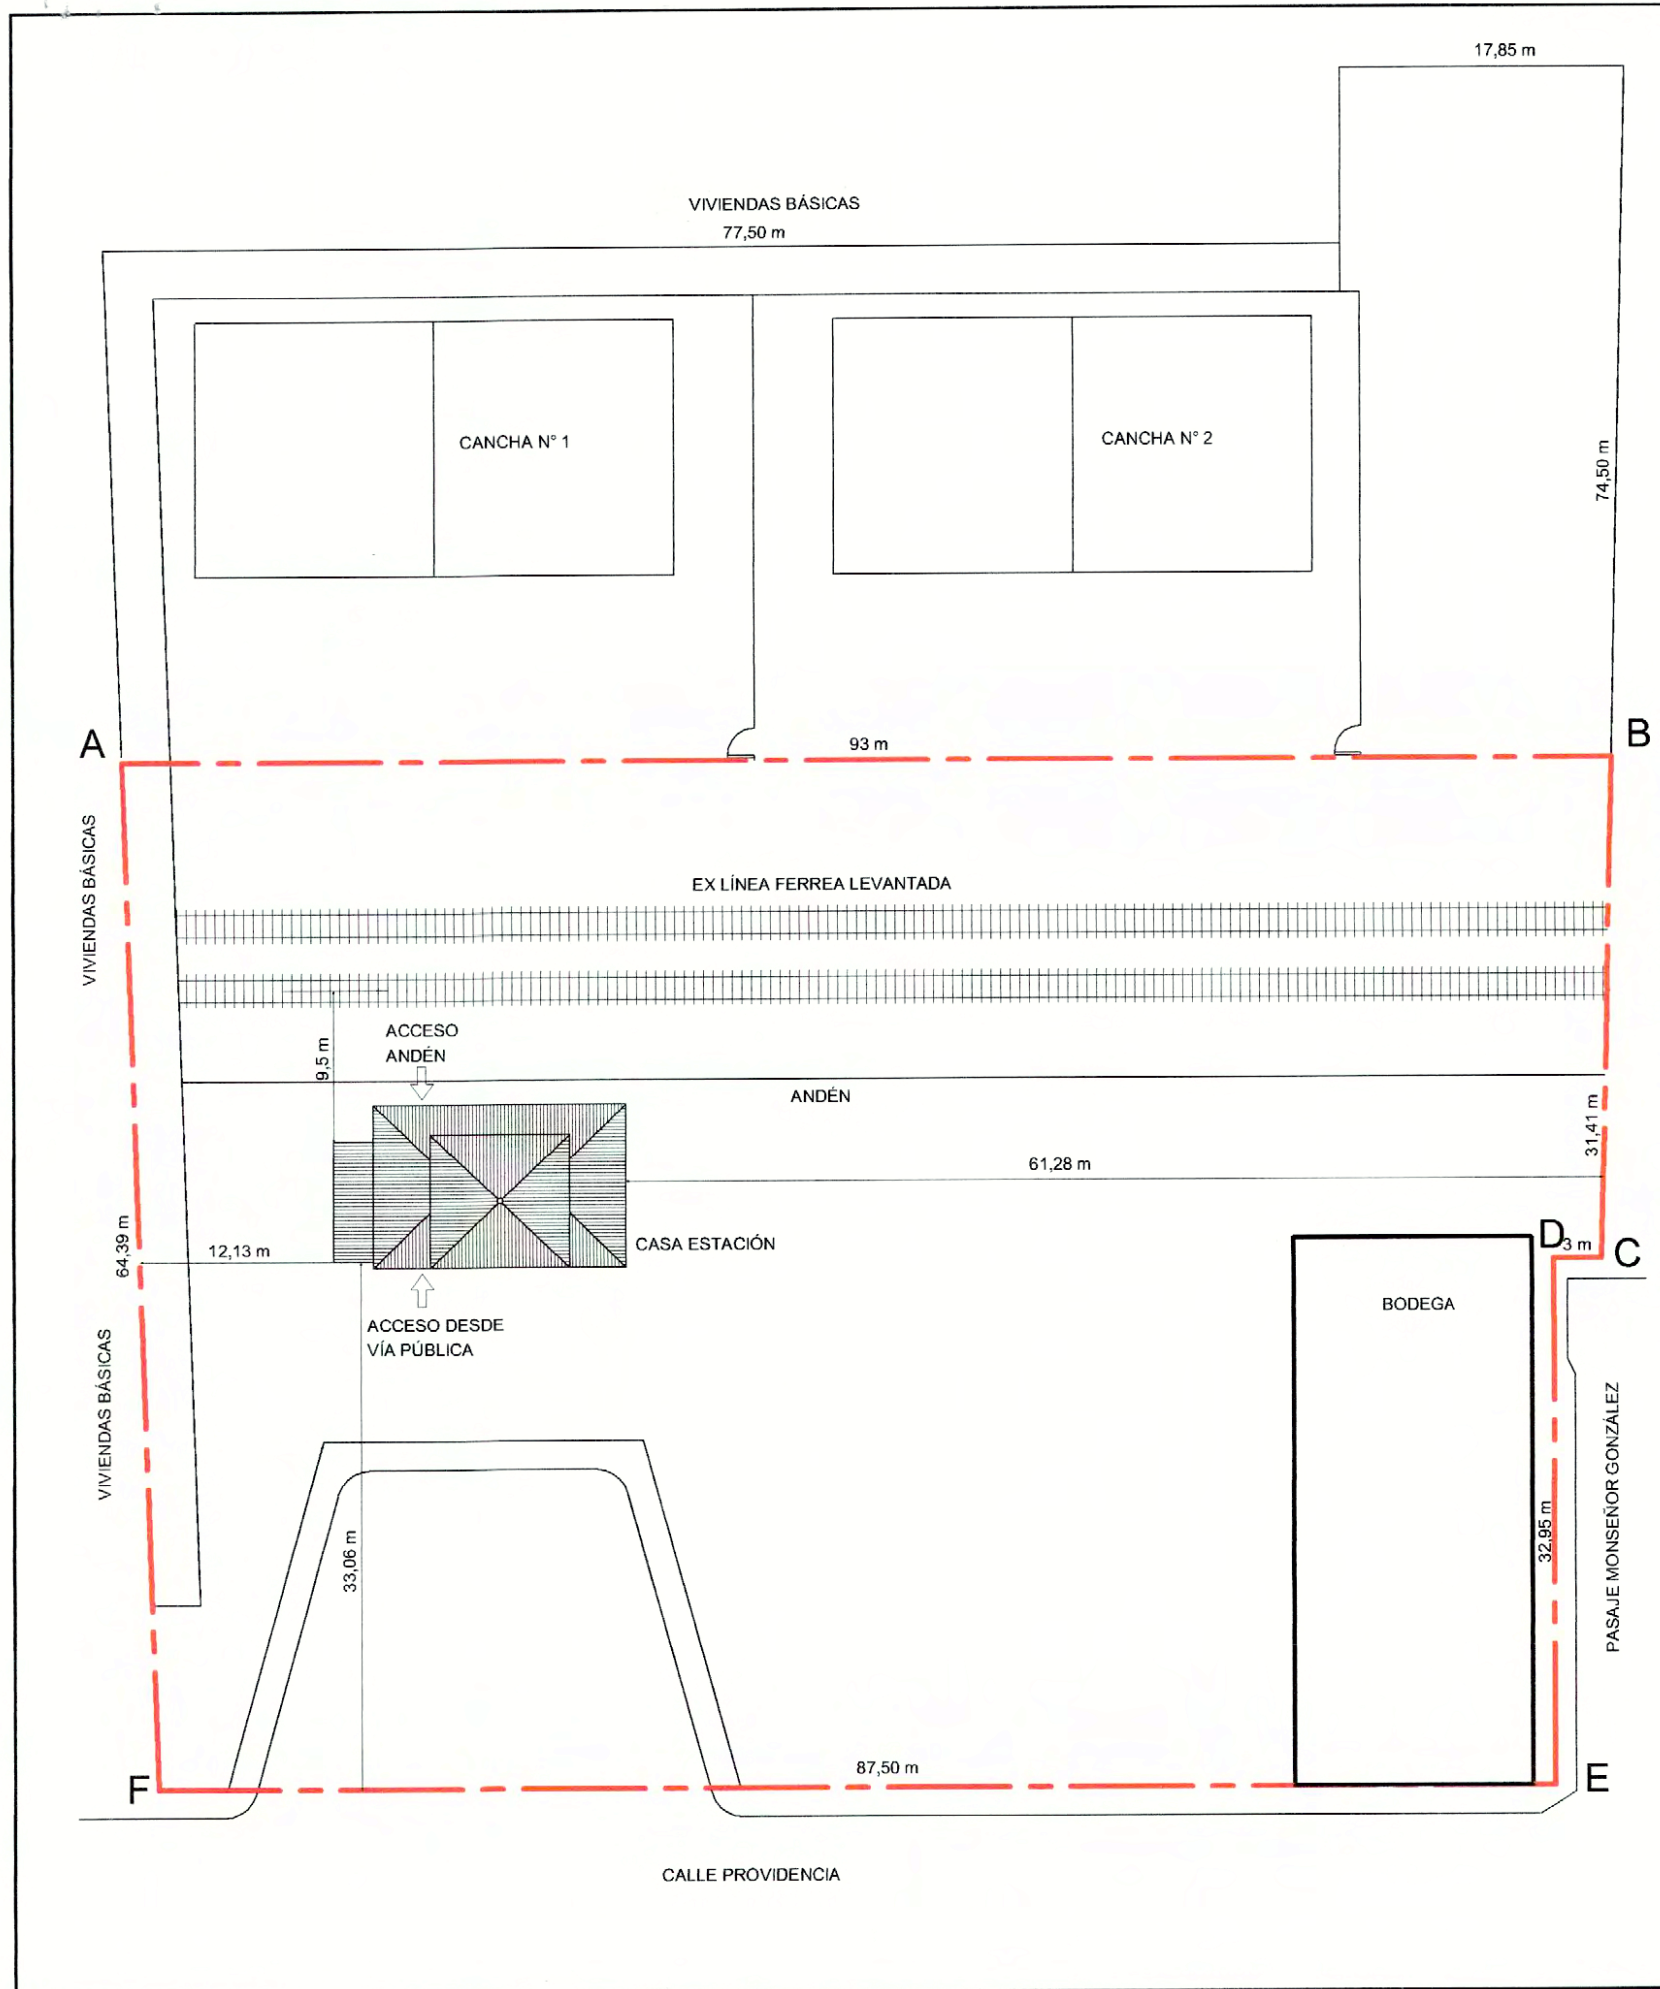 17,85 m
VIVIENDAS BÁSICAS
77,50 m
CANCHA N° 1
CANCHA N° 2
74,50 m
A
93 m
B
VIVIENDAS BÁSICAS
EX LÍNEA FERREA LEVANTADA
ACCESO
ANDÉN
9,5 m
ANDÉN
31,41 m
61,28 m
64,39 m
12,13 m
CASA ESTACIÓN
D
3 m
C
BODEGA
ACCESO DESDE
VÍA PÚBLICA
VIVIENDAS BÁSICAS
PASAJE MONSEÑOR GONZÁLEZ
33,06 m
32,95 m
F
87,50 m
E
CALLE PROVIDENCIA